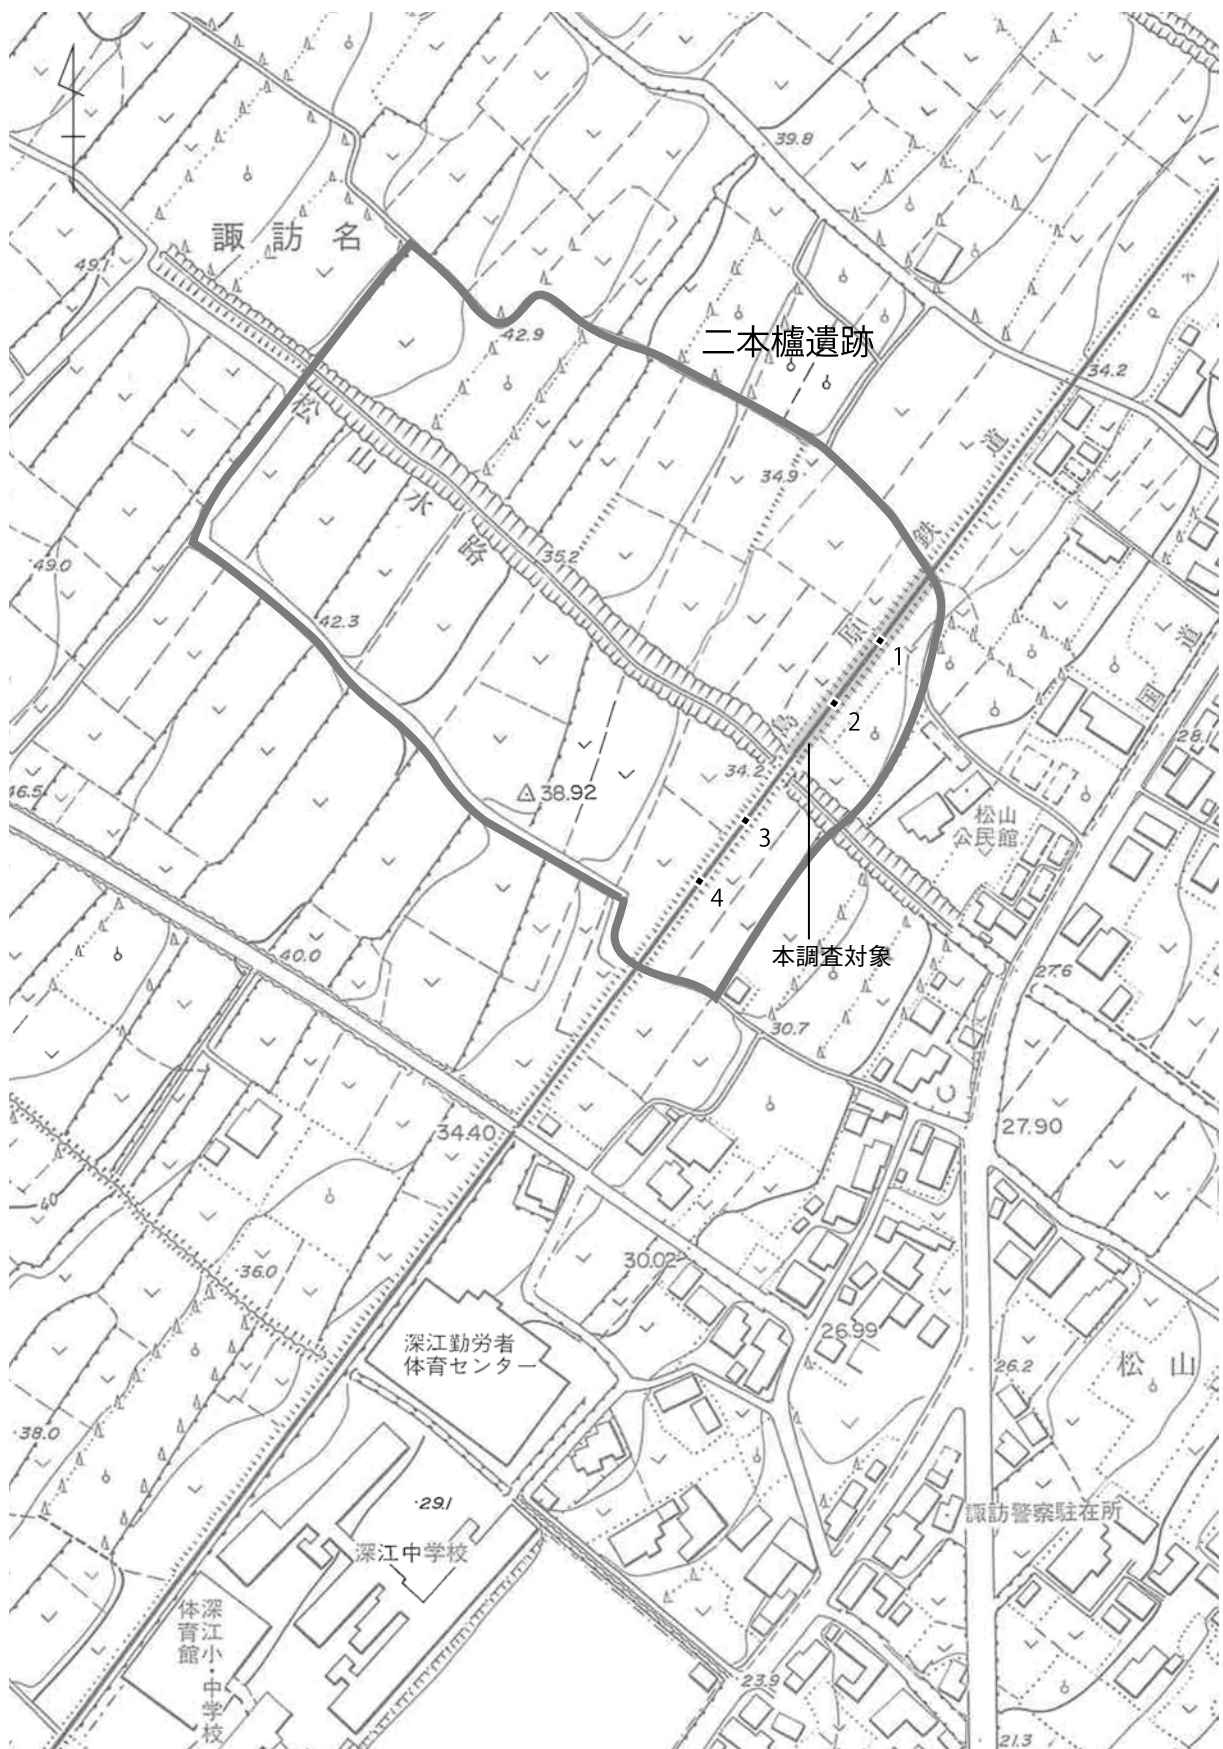 39.8
諏訪名
49.1
42.9
二本櫨遺跡
34.2
道
34.9
松
山
水
路
鉄
35.2
49.0
42.3
原
1
道
国
2
島
28.1
34.2
38.92
46.5
3
松山
公民館
4
本調査対象
40.0
27.6
30.7
34.40
27.90
40
36.0
30.02
26.99
深江勤労者
体育センター
26.2
松山
38.0
29.1
諏訪警察駐在所
深江中学校
深江小・中学校
体育館
23.9
21.3